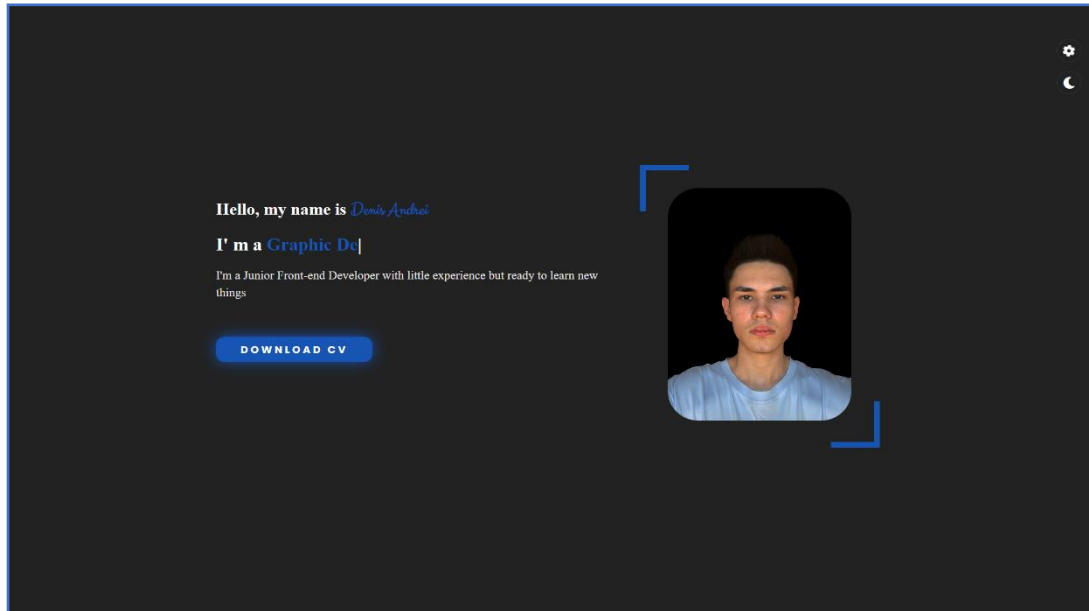 Hello, my name is Denis Andrei
I' m a Graphic De|
I'm a Junior Front-end Developer with little experience but ready to learn new
things
DOWNLOAD CV